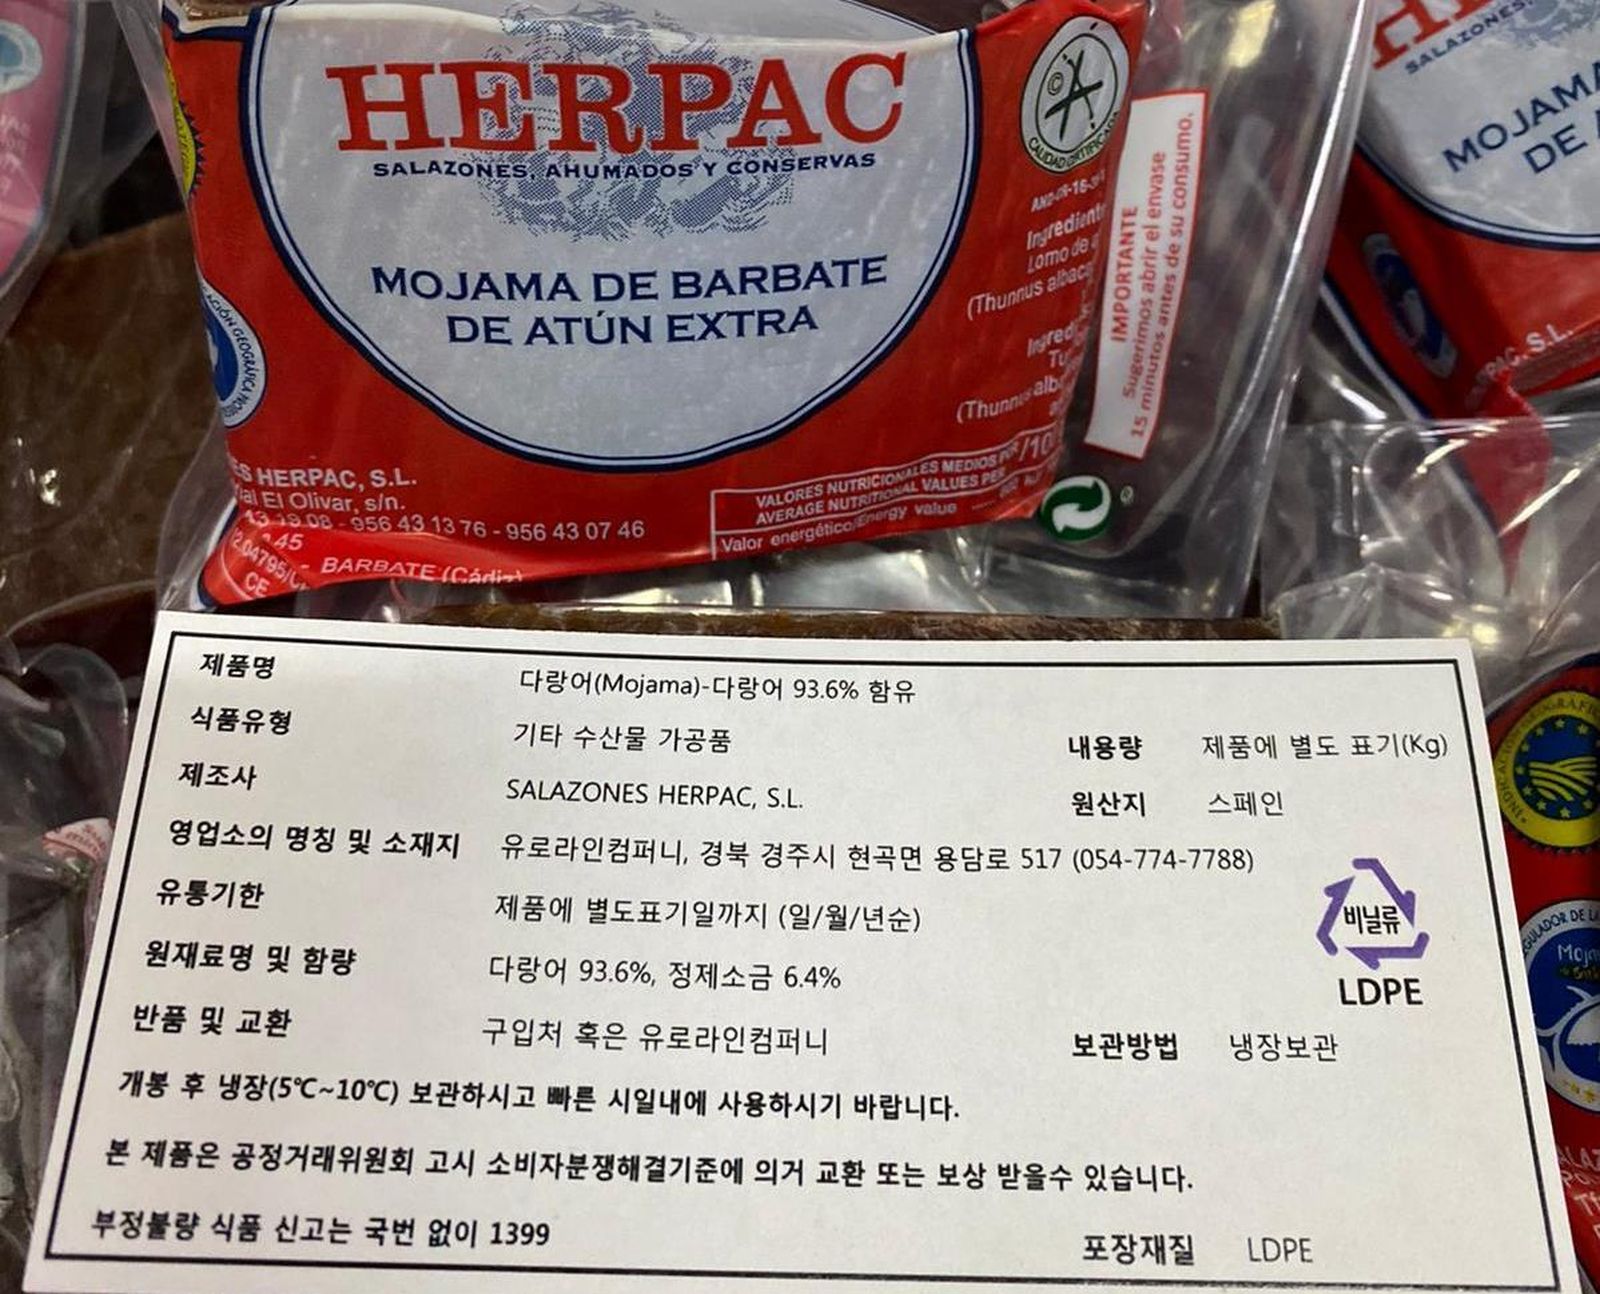 HERPAC
SALAZONES, AHUMADOS Y CONSERVAS
MOJAMA DE BARBATE
DE ATÚN EXTRA
CALIDAD CERTIFICADA
Lomo de
(Thunnus
(Thunnus
IMPORTANTE
Sugerimos abrir el envase
15 minutos antes de su consumo.
HERPAC, S.L.
El Olivar, s/n.
19 08 - 956 43 13 76 - 956 43 07 46
CE
- BARBATE (Cádiz)
VALORES NUTRICIONALES MEDIOS POR
AVERAGE NUTRITIONAL VALUES PER
Valor energético/Energy value
SALAZONES,
MOJAMA
DE
S.L.
제품명 다랑어(Mojama)-다랑어 93.6% 함유
식품유형 기타 수산물 가공품 내용량 제품에 별도 표기(Kg)
제조사 SALAZONES HERPAC, S.L. 원산지 스페인
영업소의 명칭 및 소재지 유로라인컴퍼니, 경북 경주시 현곡면 용담로 517 (054-774-7788)
유통기한 제품에 별도표기일까지 (일/월/년순)
비닐류
LDPE
원재료명 및 함량 다랑어 93.6%, 정제소금 6.4%
반품 및 교환 구입처 혹은 유로라인컴퍼니 보관방법 냉장보관
개봉 후 냉장(5℃~10℃) 보관하시고 빠른 시일내에 사용하시기 바랍니다.
본 제품은 공정거래위원회 고시 소비자분쟁해결기준에 의거 교환 또는 보상 받을수 있습니다.
부정불량 식품 신고는 국번 없이 1399 포장재질 LDPE